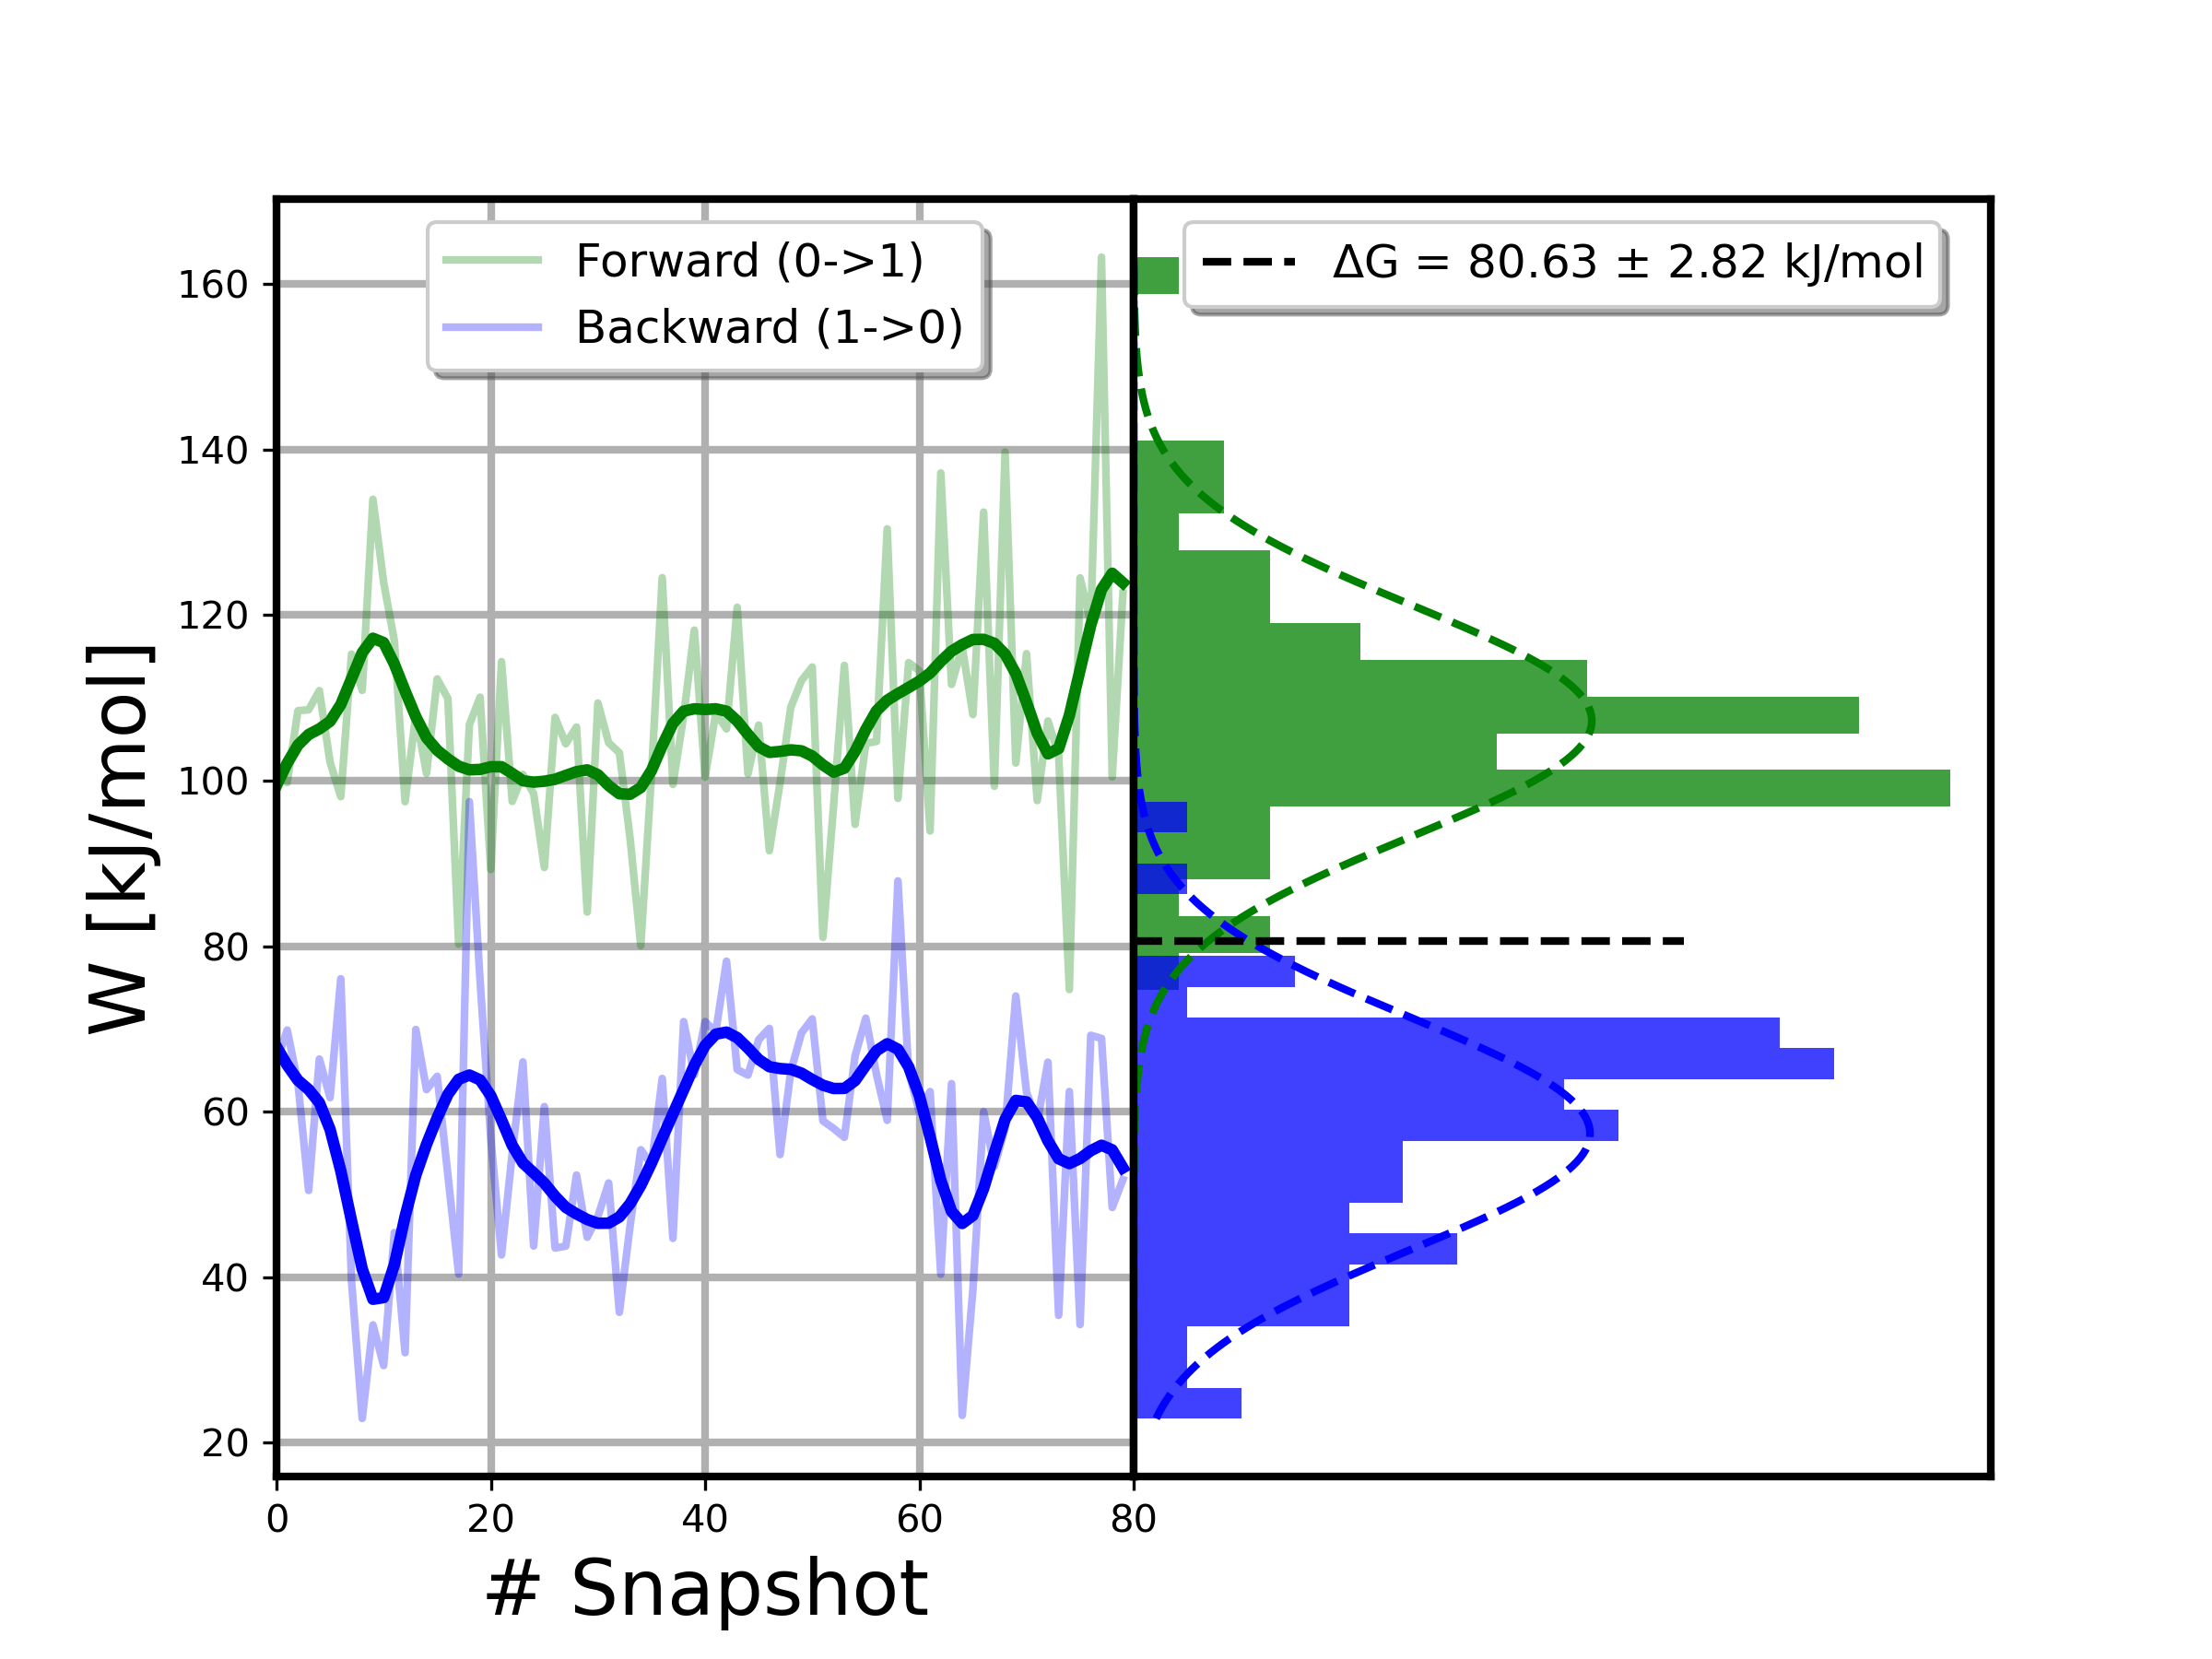 Forward (0->1)
Backward (1->0)
ΔG = 80.63 ± 2.82 kJ/mol
W [kJ/mol]
160
140
120
100
80
60
40
20
0 20 40 60 80
# Snapshot